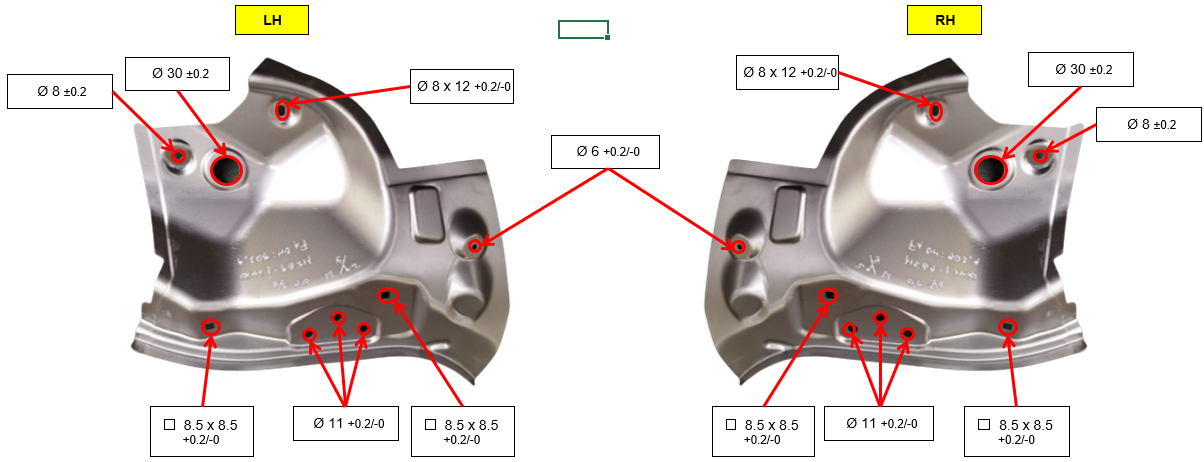 LH
RH
Ø 8 ±0.2
Ø 30 ±0.2
Ø 8 x 12 +0.2/-0
Ø 6 +0.2/-0
Ø 8 x 12 +0.2/-0
Ø 30 ±0.2
Ø 8 ±0.2
□ 8.5 x 8.5
+0.2/-0
Ø 11 +0.2/-0
□ 8.5 x 8.5
+0.2/-0
□ 8.5 x 8.5
+0.2/-0
Ø 11 +0.2/-0
□ 8.5 x 8.5
+0.2/-0